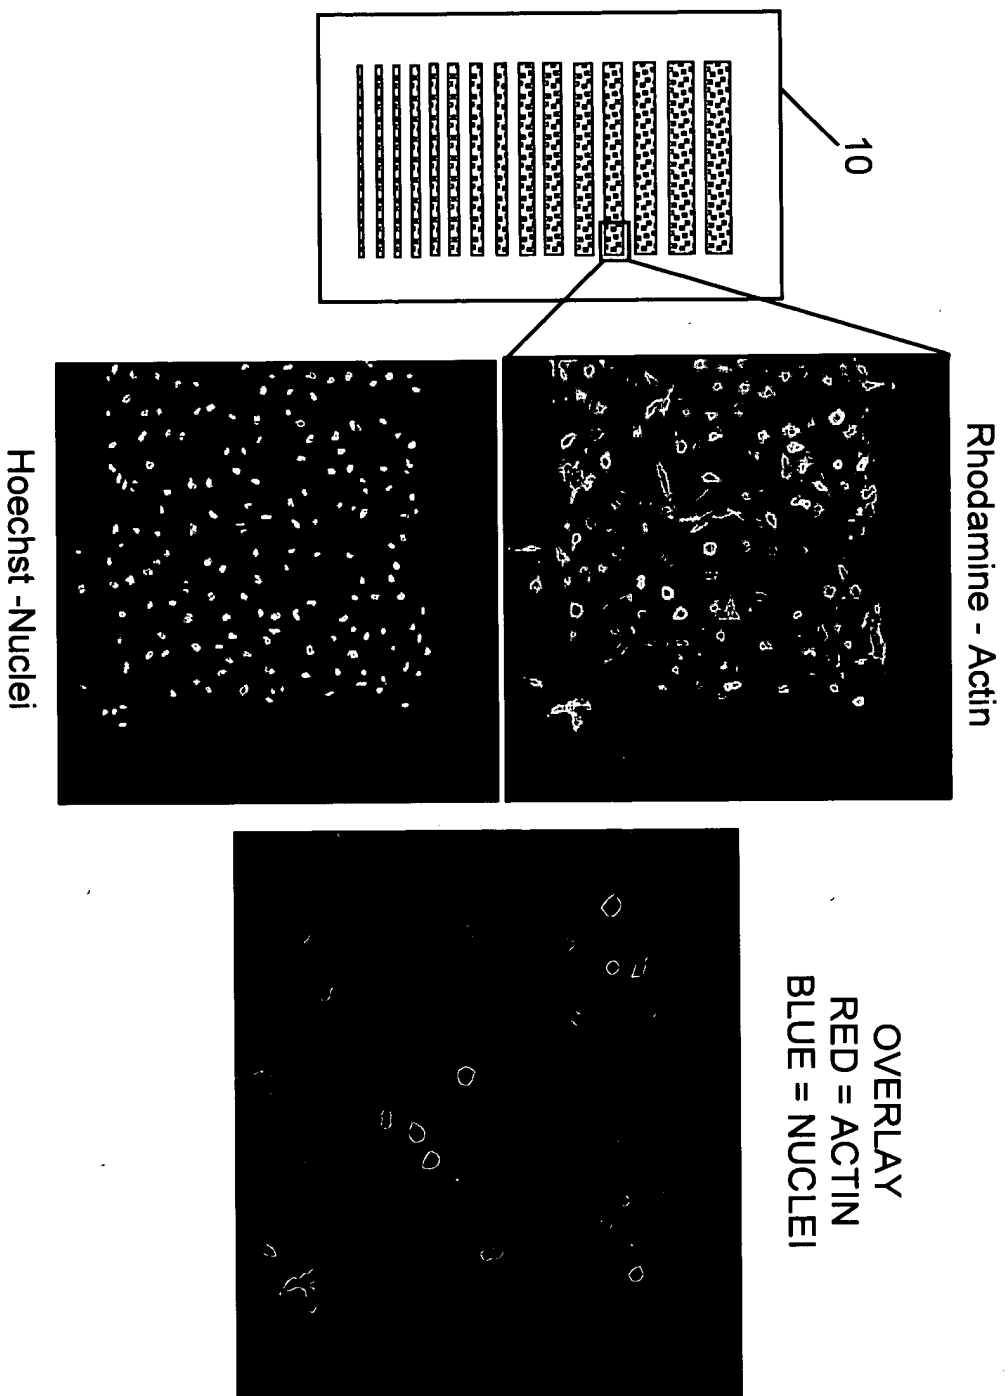 10
Rhodamine - Actin
Hoechst -Nuclei
OVERLAY
RED = ACTIN
BLUE = NUCLEI